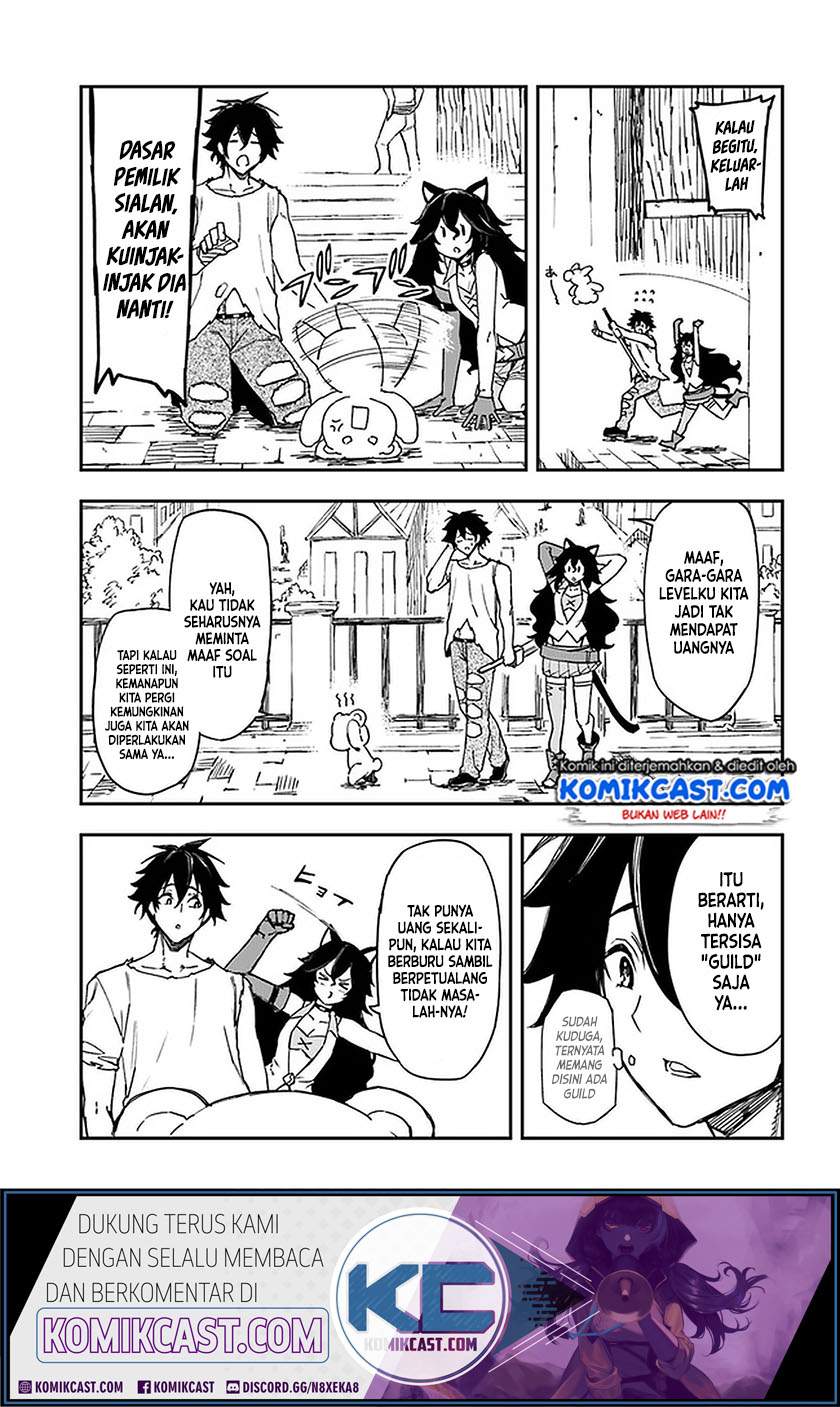 KALAU
BEGITU,
KELUAR-
LAH
あぁ
DASAR
PEMILIK
SIALAN,
AKAN
KUINJAK-
INJAK DIA
NANTI!
MAAF,
GARA-GARA
LEVELKU KITA
JADI TAK
MENDAPAT
UANGNYA
YAH,
KAU TIDAK
SEHARUSNYA
MEMINTA
MAAF SOAL
ITU
TAPI KALAU
SEPERTI INI,
KEMANAPUN
KITA PERGI
KEMUNGKINAN
JUGA KITA AKAN
DIPERLAKUKAN
SAMA YA...
Komik ini diterjemahkan & diedit oleh
KOMIKCAST.COM
BUKAN WEB LAIN!!
ITU
BERARTI,
HANYA
TERSISA
"GUILD"
SAJA
YA...
SUDAH
KUDUGA,
TERNYATA
MEMANG
DISINI ADA
GUILD
ヒョイ
TAK PUNYA
UANG SEKALI-
PUN, KALAU KITA
BERBURU SAMBIL
BERPETUALANG
TIDAK MASA-
LAH-NYA!
DUKUNG TERUS KAMI
DENGAN SELALU MEMBACA
DAN BERKOMENTAR DI
KOMIKCAST.COM
KC
KOMIKCAST.COM
KOMIKCAST.COM KOMIKCAST DISCORD.GG/N8XEKA8